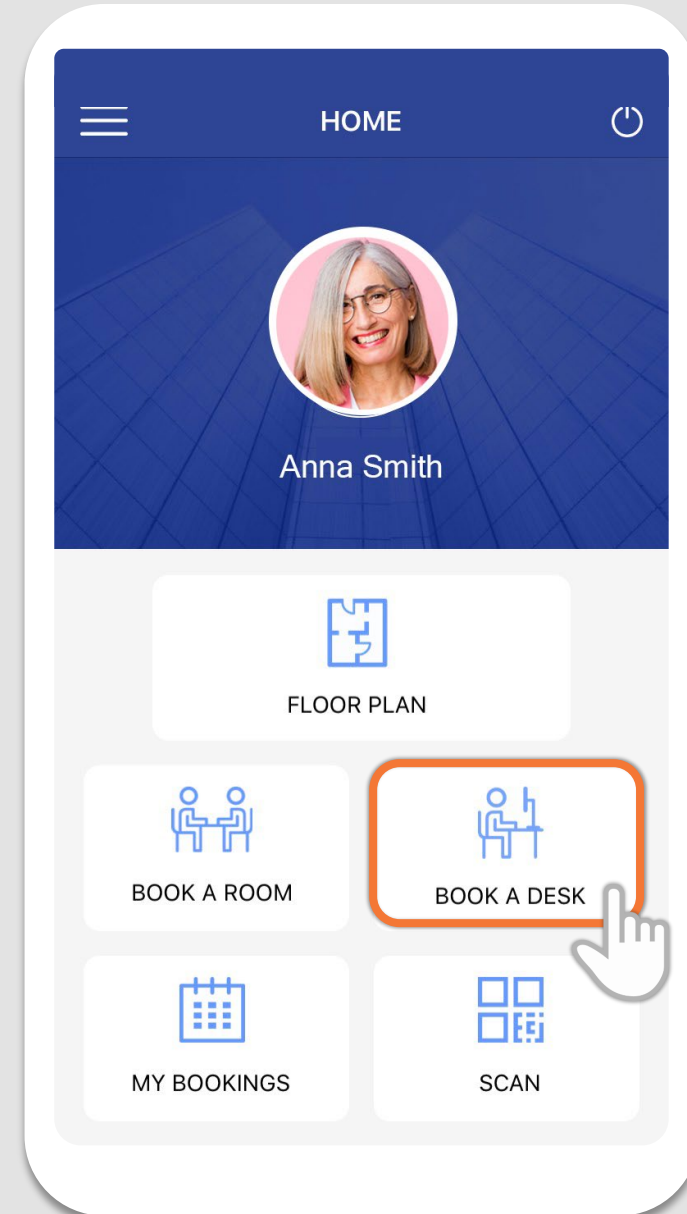 HOME
Anna Smith
FLOOR PLAN
BOOK A ROOM
BOOK A DESK
MY BOOKINGS
SCAN